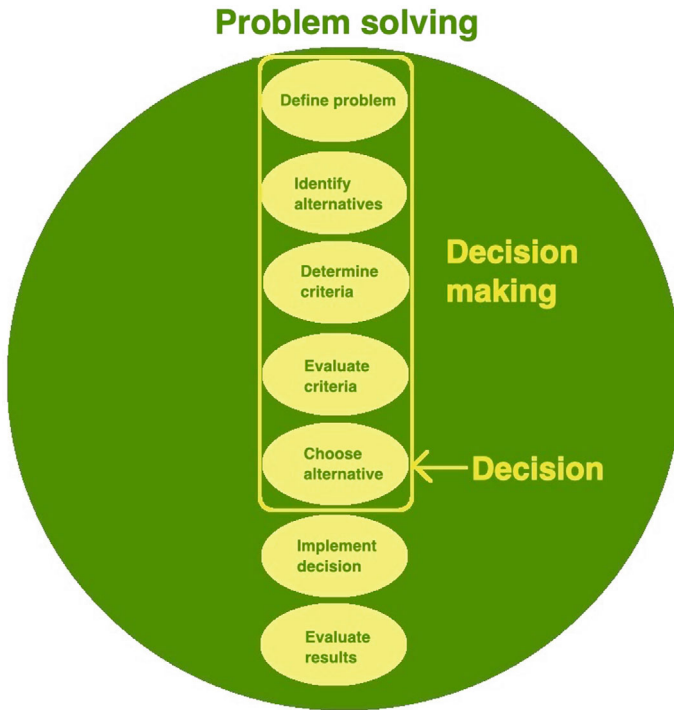 Problem solving
Define problem
Identify
alternatives
Determine
criteria
Decision
making
Evaluate
criteria
Choose
alternative
Decision
Implement
decision
Evaluate
results